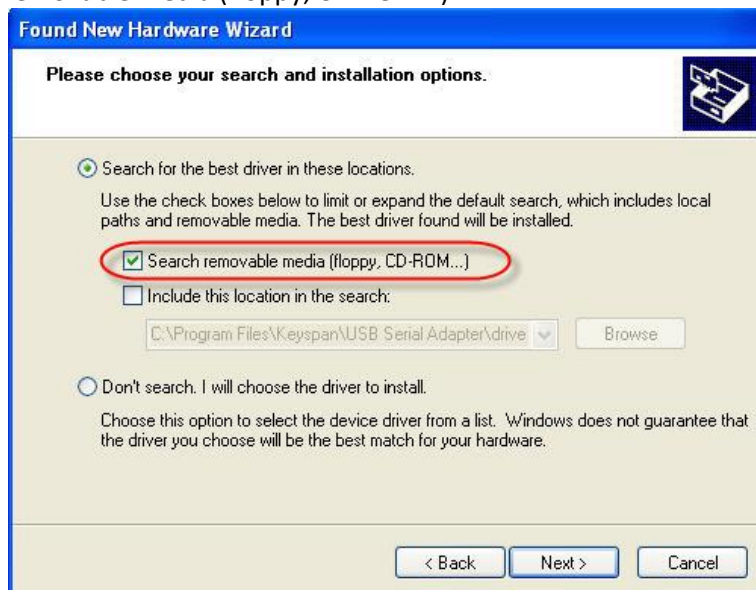 Found New Hardware Wizard
Please choose your search and installation options.
Search for the best driver in these locations.
Use the check boxes below to limit or expand the default search, which includes local
paths and removable media. The best driver found will be installed.
Search removable media (floppy, CD-ROM...)
Include this location in the search:
C:\Program Files\Keyspan\USB Serial Adapter\drive
Browse
Don't search. I will choose the driver to install.
Choose this option to select the device driver from a list. Windows does not guarantee that
the driver you choose will be the best match for your hardware.
< Back Next > Cancel